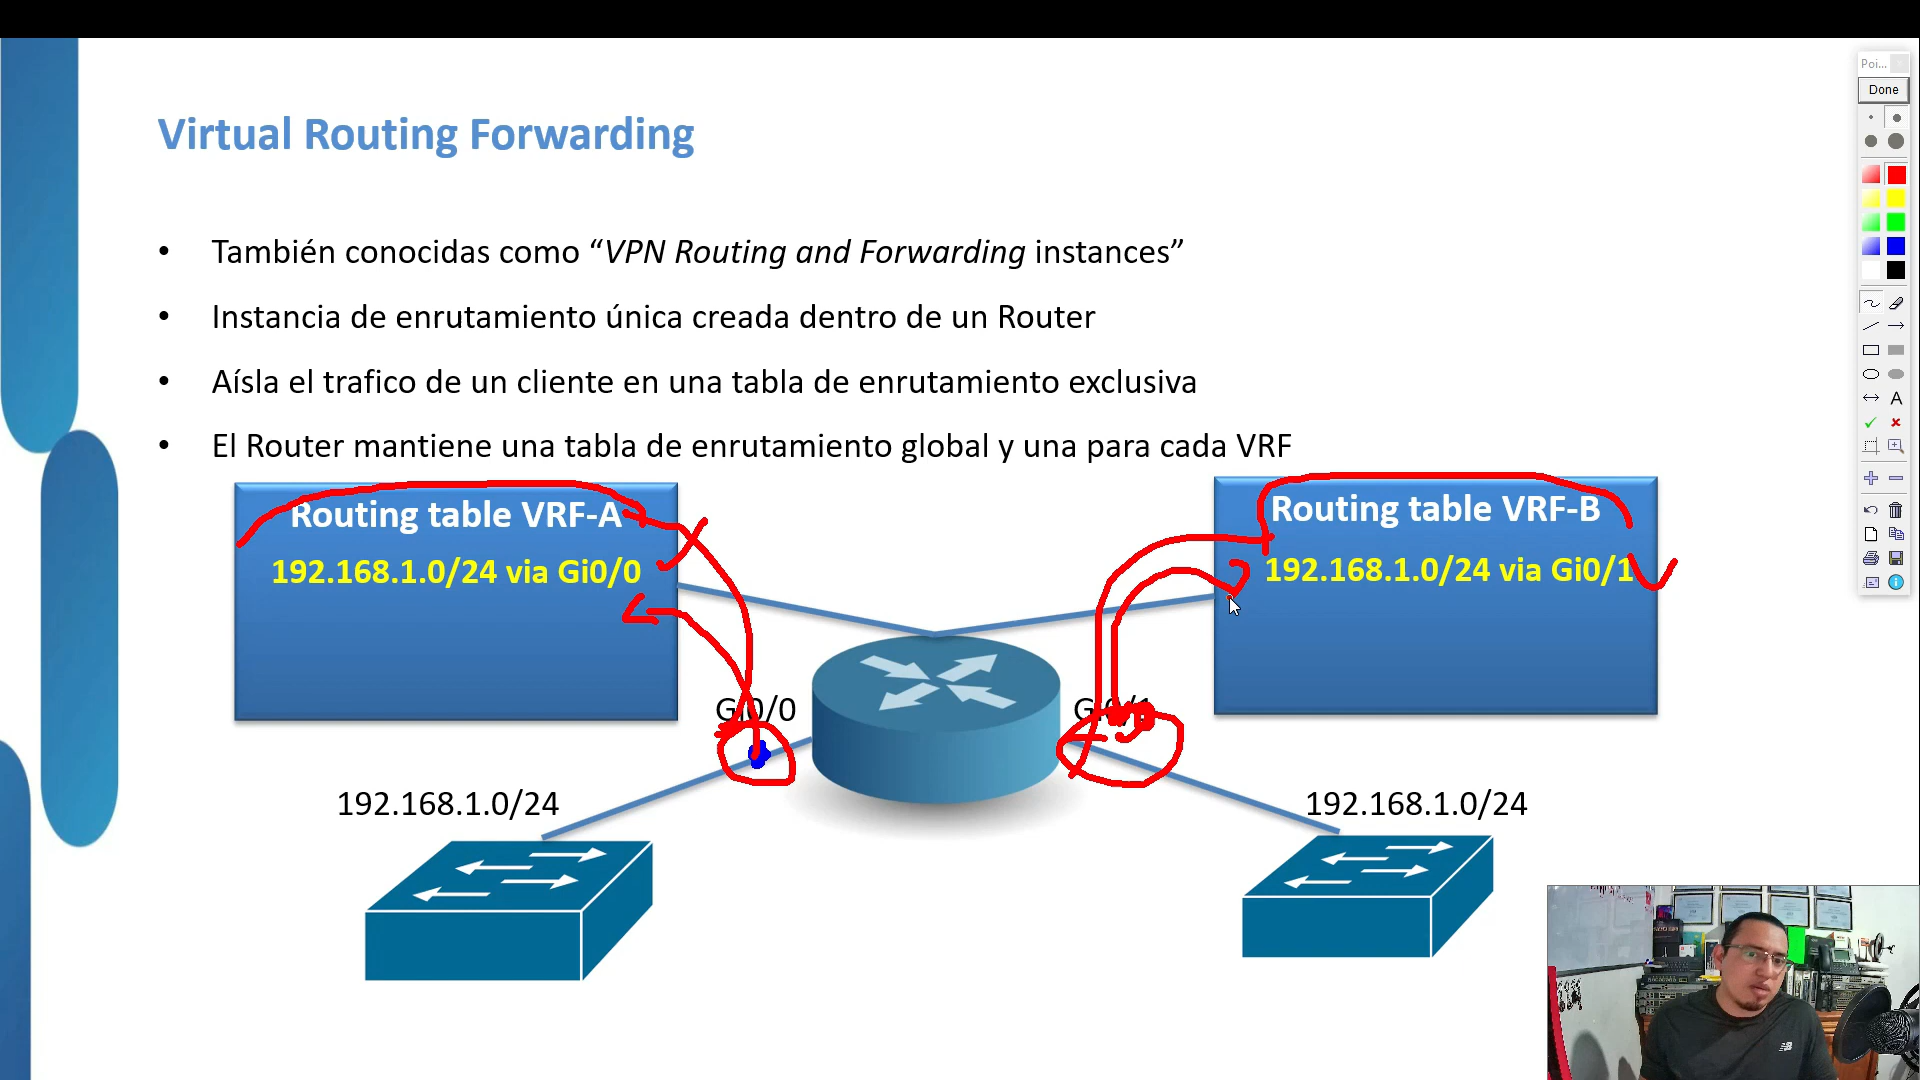 Poi...
Done
Virtual Routing Forwarding
• También conocidas como “VPN Routing and Forwarding instances”
• Instancia de enrutamiento única creada dentro de un Router
• Aísla el trafico de un cliente en una tabla de enrutamiento exclusiva
• El Router mantiene una tabla de enrutamiento global y una para cada VRF
Routing table VRF-A
192.168.1.0/24 via Gi0/0
Routing table VRF-B
192.168.1.0/24 via Gi0/1
Gi0/0
Gi0/1
192.168.1.0/24
192.168.1.0/24
A